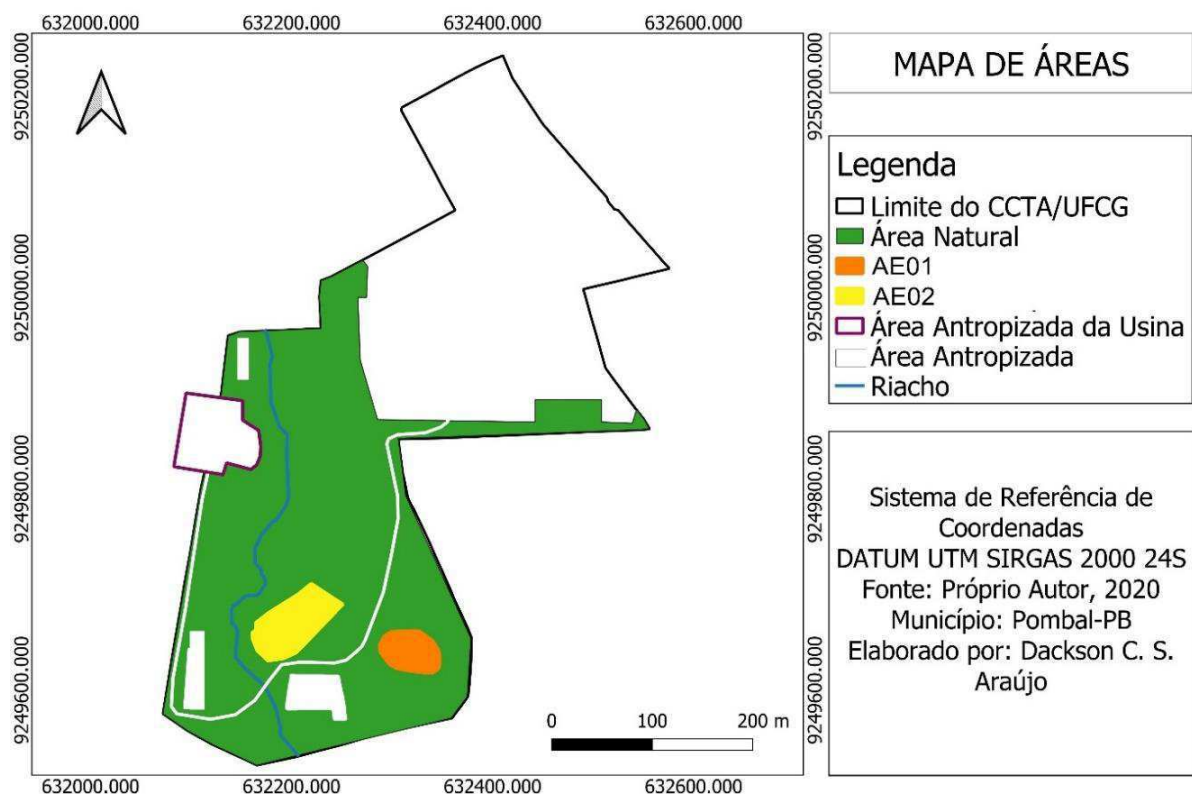 632000.000 632200.000 632400.000 632600.000
9250200.000
9250000.000
9249800.000
9249600.000
9250200.000
9250000.000
9249800.000
9249600.000
0 100 200 m
632000.000 632200.000 632400.000 632600.000
MAPA DE ÁREAS
Legenda
Limite do CCTA/UFCG
Área Natural
AE01
AE02
Área Antropizada da Usina
Área Antropizada
Riacho
Sistema de Referência de
Coordenadas
DATUM UTM SIRGAS 2000 24S
Fonte: Próprio Autor, 2020
Município: Pombal-PB
Elaborado por: Dackson C. S.
Araújo